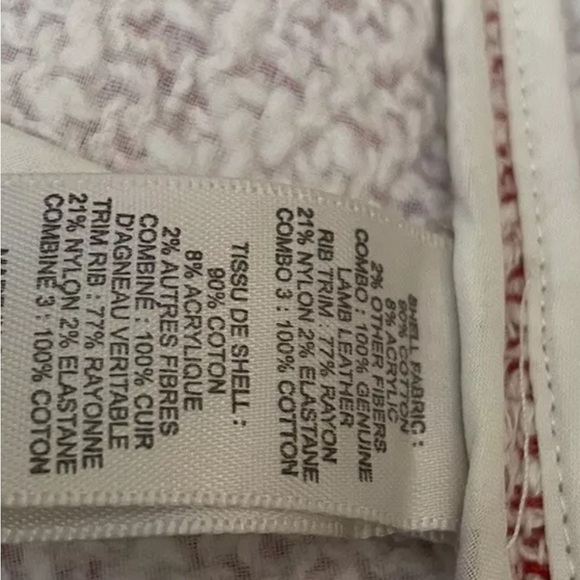 SHELL FABRIC :
90% COTTON
8% ACRYLIC
2% OTHER FIBERS
COMBO : 100% GENUINE
LAMB LEATHER
RIB TRIM : 77% RAYON
21% NYLON 2% ELASTANE
COMBO 3 : 100% COTTON
TISSU DE SHELL :
90% COTON
8% ACRYLIQUE
2% AUTRES FIBRES
COMBINÉ : 100% CUIR
D'AGNEAU VERITABLE
TRIM RIB : 77% RAYONNE
21% NYLON 2% ELASTANE
COMBINÉ 3 : 100% COTON